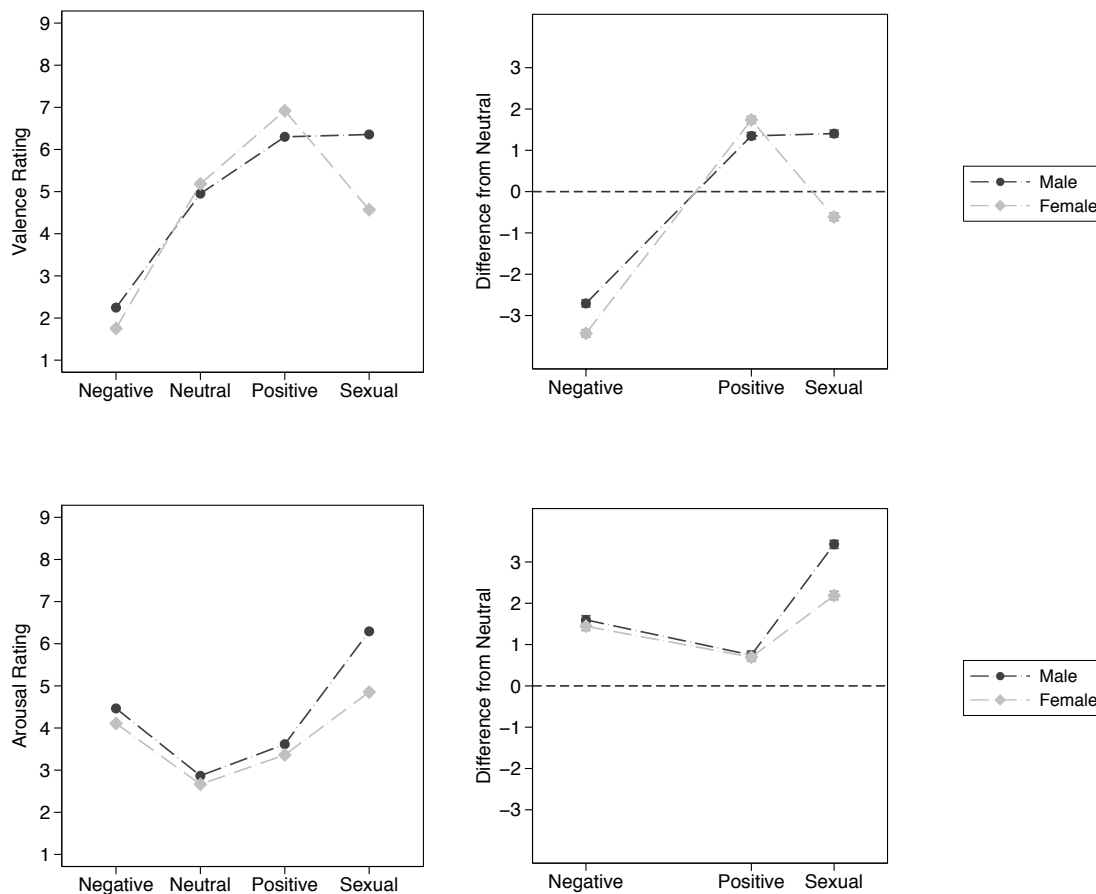 9
8
7
6
5
4
3
2
1
Valence Rating
Negative Neutral Positive Sexual
3
2
1
0
−1
−2
−3
Difference from Neutral
Negative Positive Sexual
Male
Female
9
8
7
6
5
4
3
2
1
Arousal Rating
Negative Neutral Positive Sexual
3
2
1
0
−1
−2
−3
Difference from Neutral
Negative Positive Sexual
Male
Female